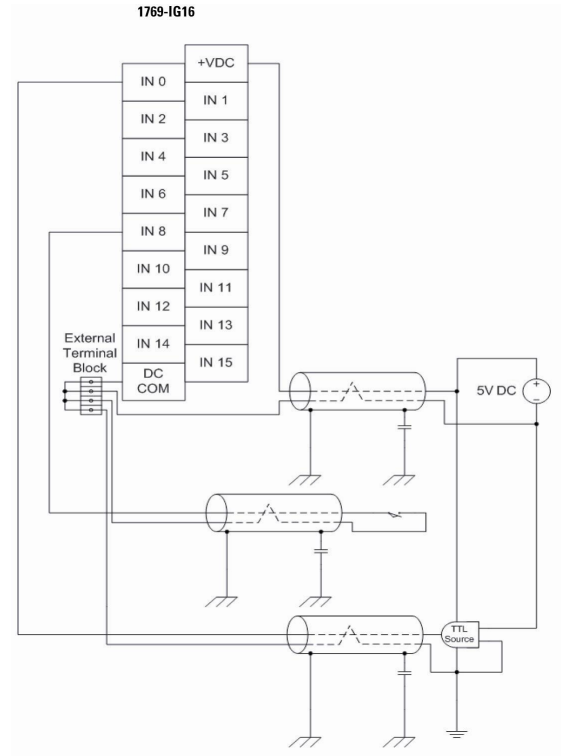 1769-IG16
+VDC
IN 0
IN 1
IN 2
IN 3
IN 4
IN 5
IN 6
IN 7
IN 8
IN 9
IN 10
IN 11
IN 12
IN 13
IN 14
IN 15
DC
COM
External
Terminal
Block
5V DC
+
−
TTL
Source